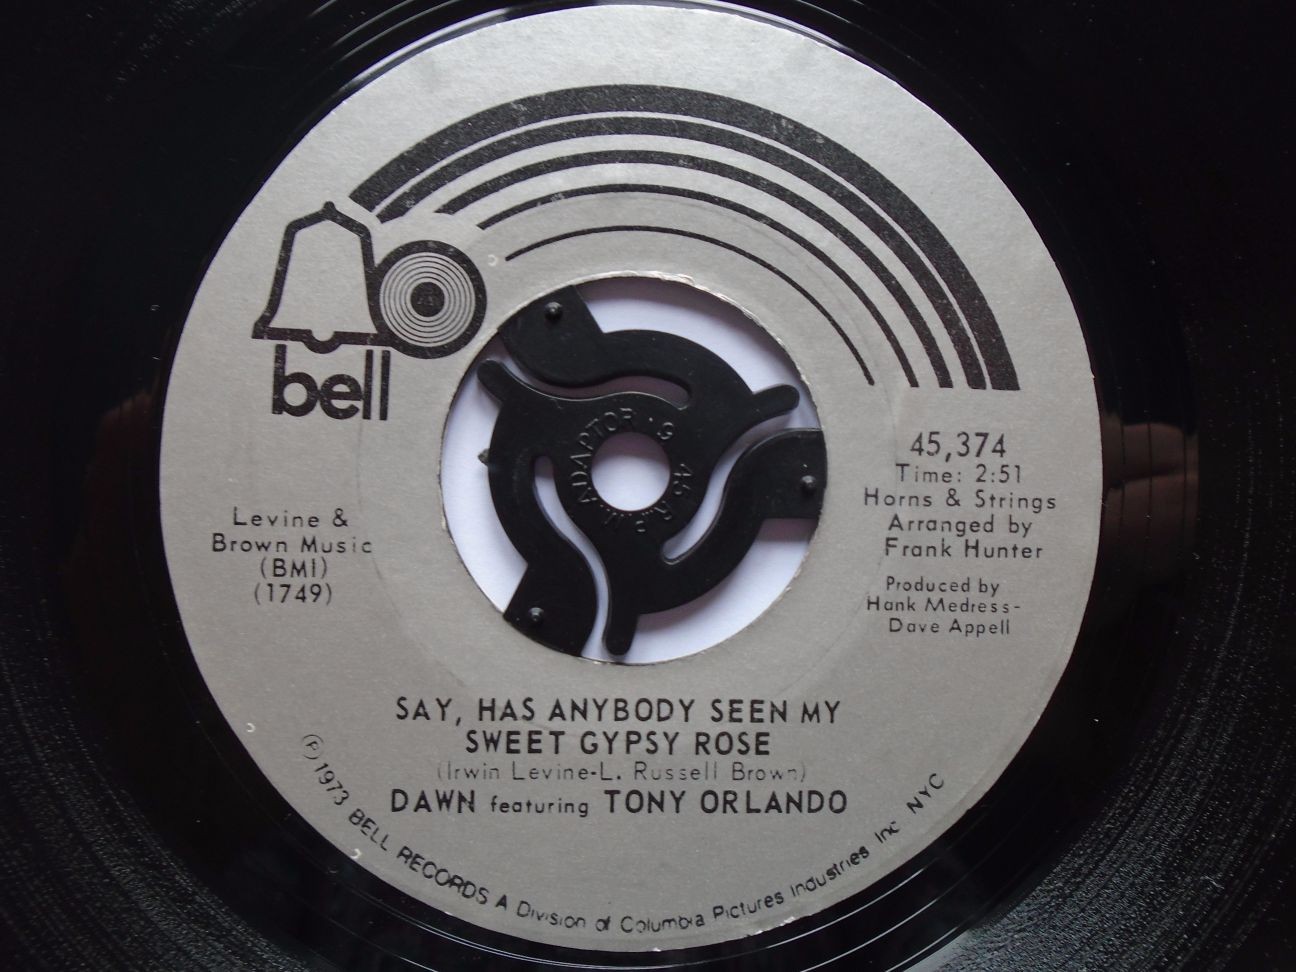 bell
45,374
Time: 2:51
Horns & Strings
Arranged by
Frank Hunter
Produced by
Hank Medress-
Dave Appell
Levine &
Brown Music
(BMI)
(1749)
ADAPTOR
45 R.P.M.
SAY, HAS ANYBODY SEEN MY
SWEET GYPSY ROSE
(Irwin Levine-L. Russell Brown)
DAWN featuring TONY ORLANDO
℗ 1973 BELL RECORDS A Division of Columbia Pictures Industries Inc NYC